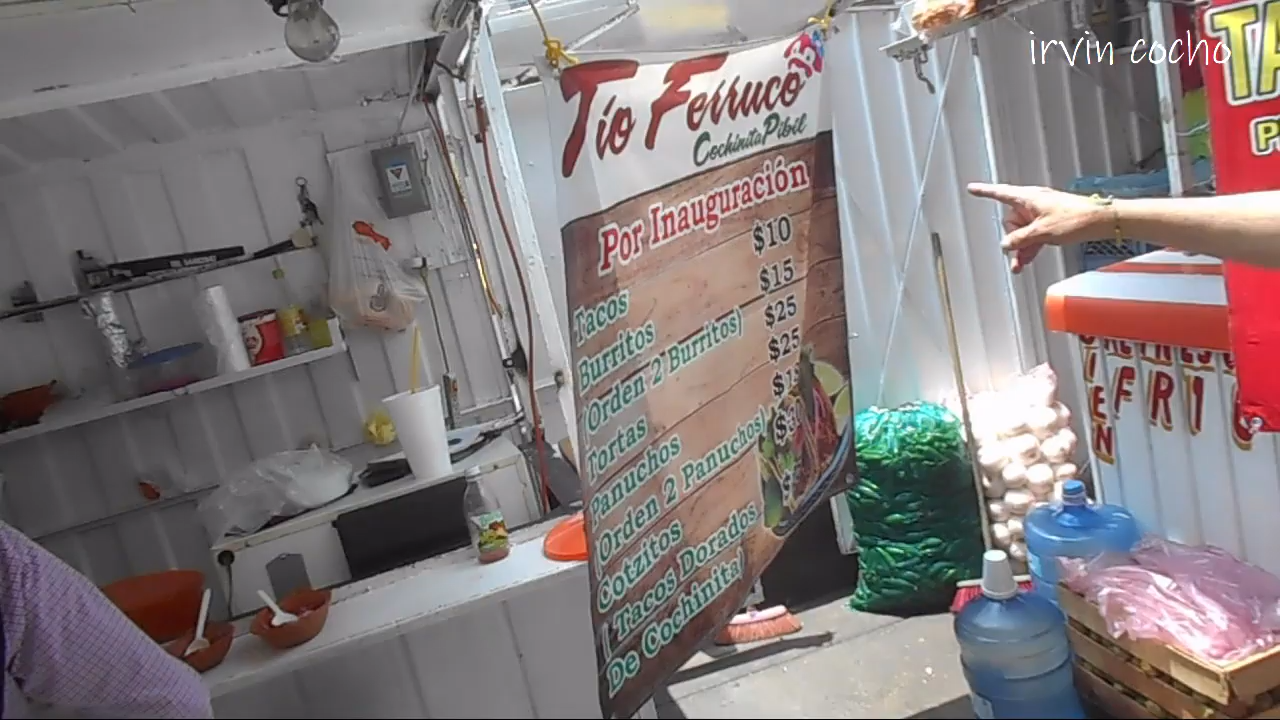 irvin cocho
Tío Ferruco
Cochinita Pibil
Por Inauguración
Tacos $10
Burritos $15
(Orden 2 Burritos) $25
Tortas $25
Panuchos
Orden 2 Panuchos)
Cotzitos
( Tacos Dorados
De Cochinita)